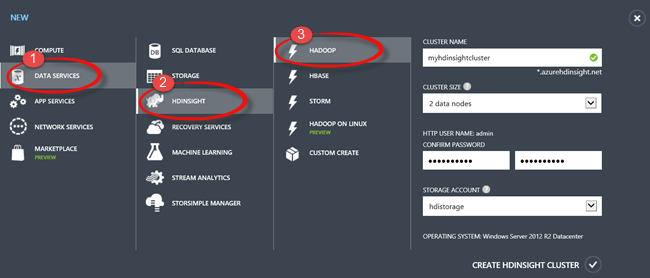 NEW
COMPUTE
1
DATA SERVICES
APP SERVICES
NETWORK SERVICES
MARKETPLACE
PREVIEW
SQL DATABASE
STORAGE
2
HDINSIGHT
RECOVERY SERVICES
MACHINE LEARNING
STREAM ANALYTICS
STORSIMPLE MANAGER
3
HADOOP
HBASE
STORM
HADOOP ON LINUX
PREVIEW
CUSTOM CREATE
CLUSTER NAME
myhdinsightcluster
*.azurehdinsight.net
CLUSTER SIZE ?
2 data nodes
HTTP USER NAME: admin
CONFIRM PASSWORD
STORAGE ACCOUNT ?
hdistorage
OPERATING SYSTEM: Windows Server 2012 R2 Datacenter
CREATE HDINSIGHT CLUSTER